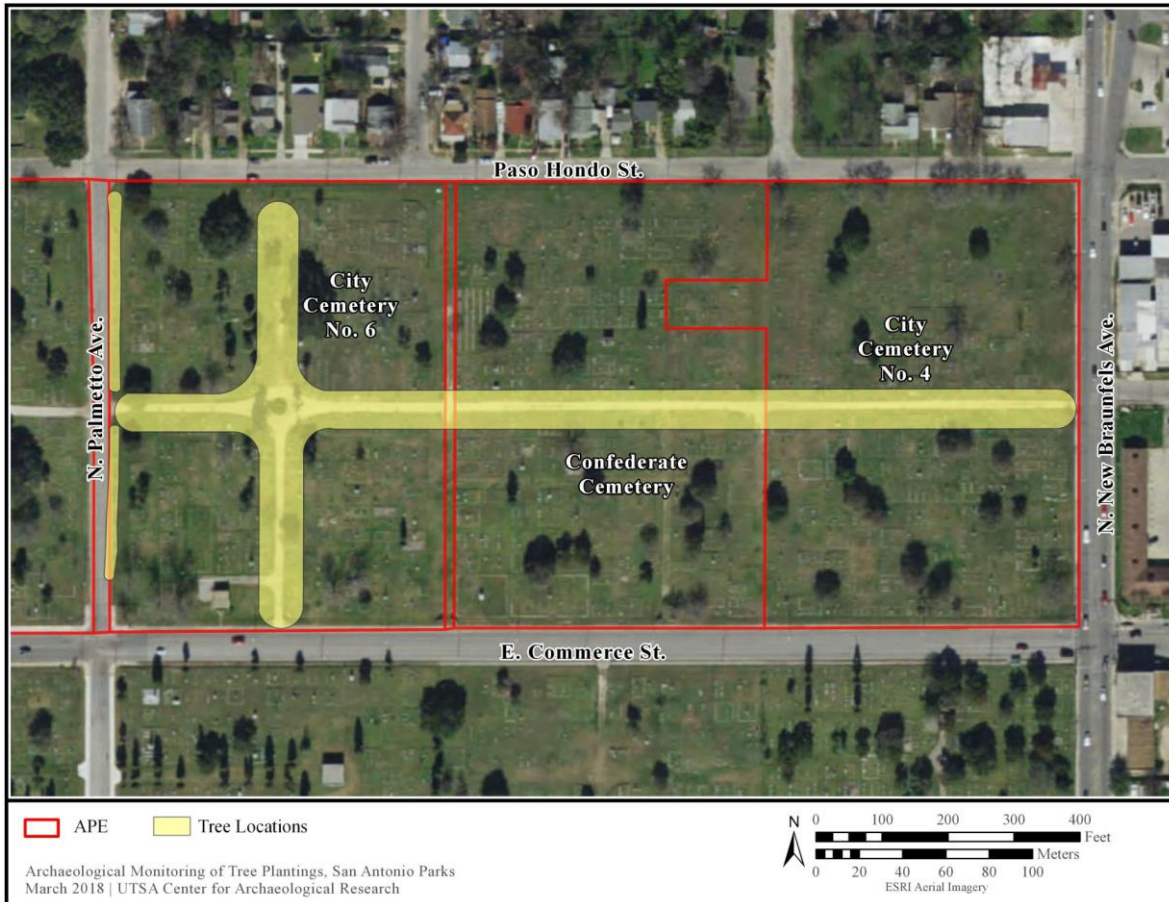 Paso Hondo St.
City
Cemetery
No. 6
City
Cemetery
No. 4
N. Palmetto Ave.
N. New Braunfels Ave.
Confederate
Cemetery
E. Commerce St.
APE
Tree Locations
N
0 100 200 300 400
Feet
Meters
0 20 40 60 80 100
ESRI Aerial Imagery
Archaeological Monitoring of Tree Plantings, San Antonio Parks
March 2018 | UTSA Center for Archaeological Research